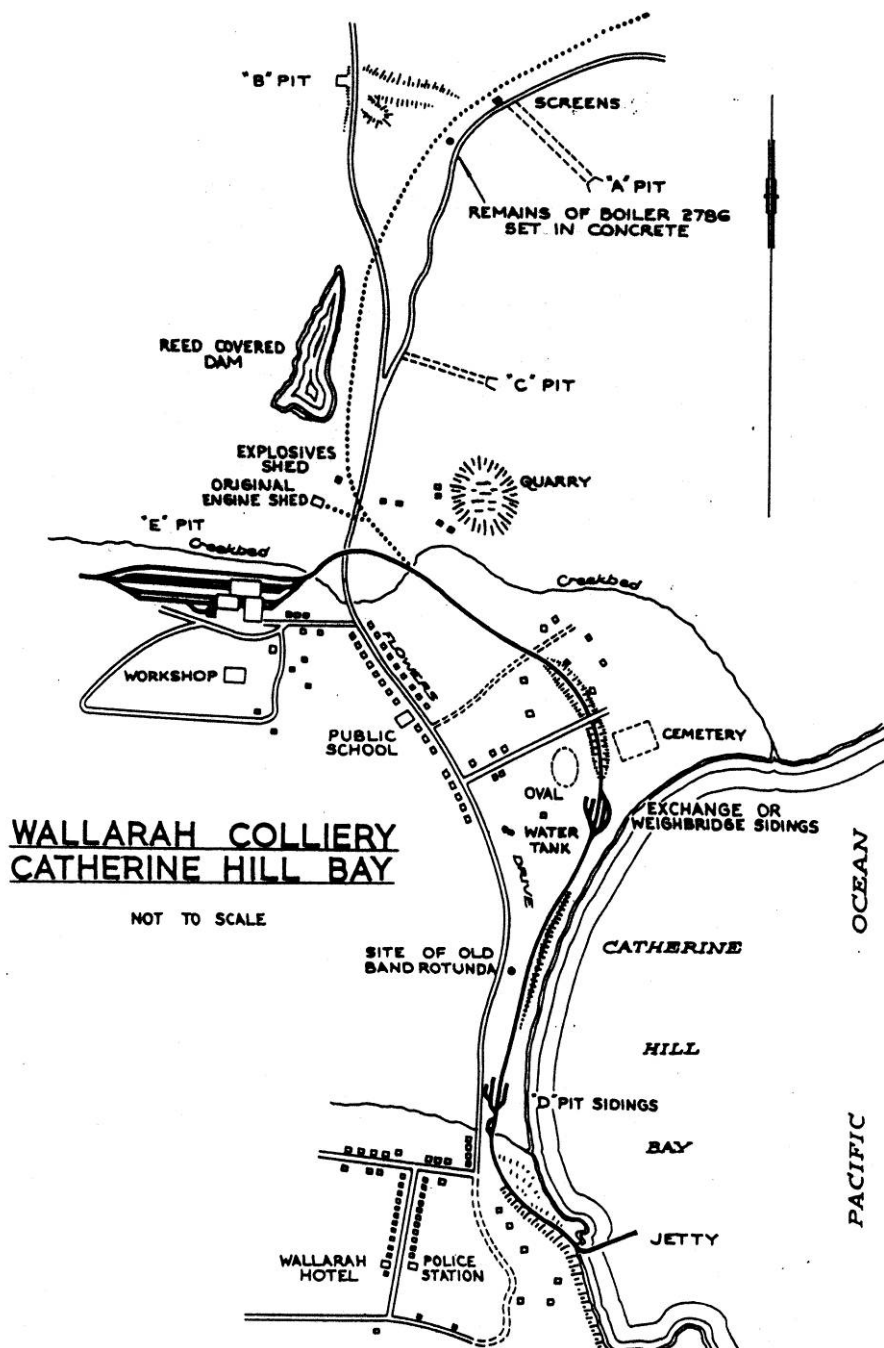 "B" PIT
SCREENS
"A" PIT
REMAINS OF BOILER 2786
SET IN CONCRETE
REED COVERED
DAM
"C" PIT
EXPLOSIVES
SHED
ORIGINAL
ENGINE SHED
QUARRY
"E" PIT
Creekbed
Creekbed
FLOWERS
WORKSHOP
PUBLIC
SCHOOL
CEMETERY
OVAL
EXCHANGE OR
WEIGHBRIDGE SIDINGS
WATER
TANK
DRIVE
WALLARAH COLLIERY
CATHERINE HILL BAY
NOT TO SCALE
SITE OF OLD
BAND ROTUNDA
CATHERINE
HILL
BAY
PACIFIC
OCEAN
"D" PIT SIDINGS
JETTY
WALLARAH
HOTEL
POLICE
STATION